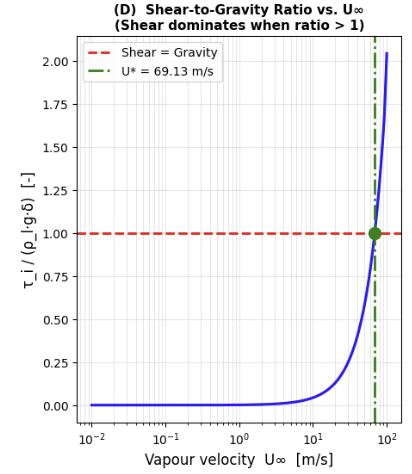 (D)  Shear-to-Gravity Ratio vs. U∞
(Shear dominates when ratio > 1)
Shear = Gravity
U* = 69.13 m/s
τ_i / (ρ_l·g·δ)  [-]
2.00
1.75
1.50
1.25
1.00
0.75
0.50
0.25
0.00
10⁻² 10⁻¹ 10⁰ 10¹ 10²
Vapour velocity  U∞  [m/s]